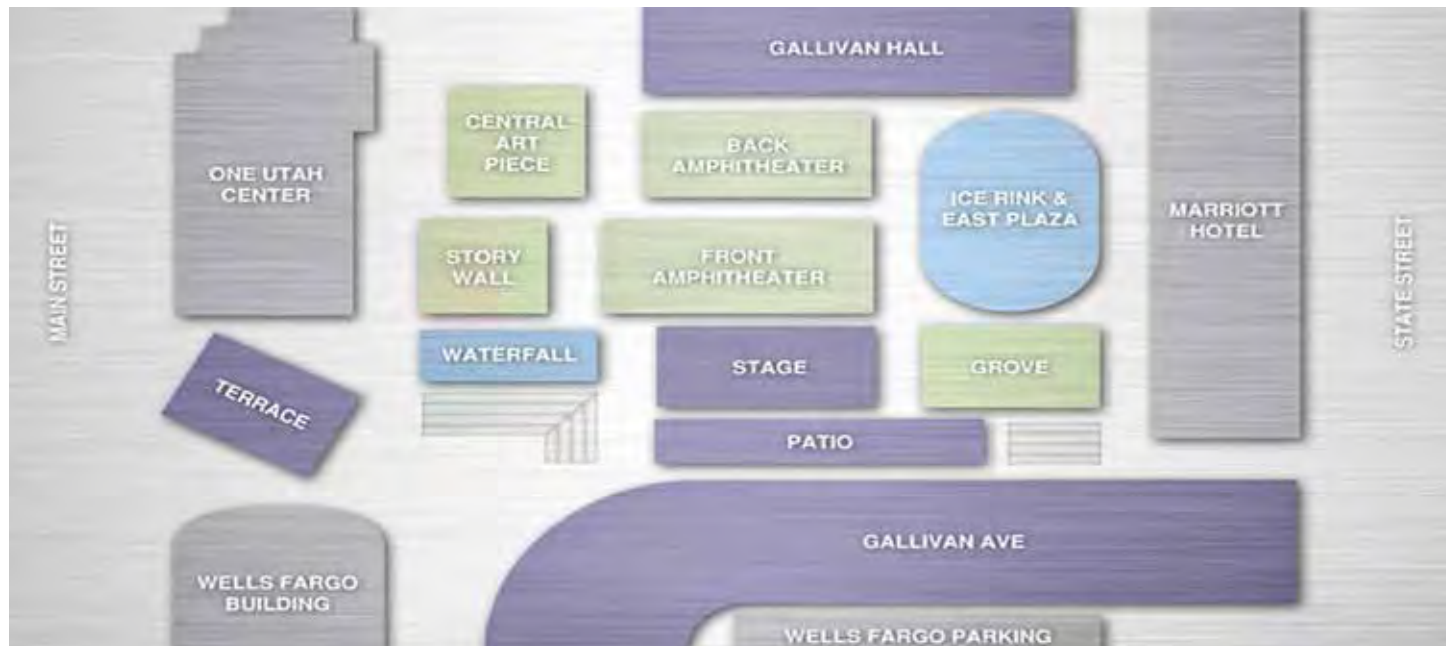 GALLIVAN HALL
CENTRAL
ART
PIECE
BACK
AMPHITHEATER
ONE UTAH
CENTER
ICE RINK &
EAST PLAZA
MARRIOTT
HOTEL
MAIN STREET
STORY
WALL
FRONT
AMPHITHEATER
STATE STREET
WATERFALL
STAGE
GROVE
TERRACE
PATIO
GALLIVAN AVE
WELLS FARGO
BUILDING
WELLS FARGO PARKING